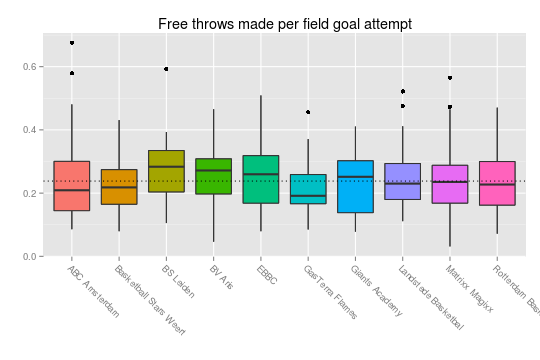 Free throws made per field goal attempt
0.6
0.4
0.2
0.0
ABC Amsterdam
Basketball Stars Weert
BS Leiden
BV Aris
EBBC
GasTerra Flames
Giants Academy
Landstede Basketbal
Matrixx Magixx
Rotterdam Bas